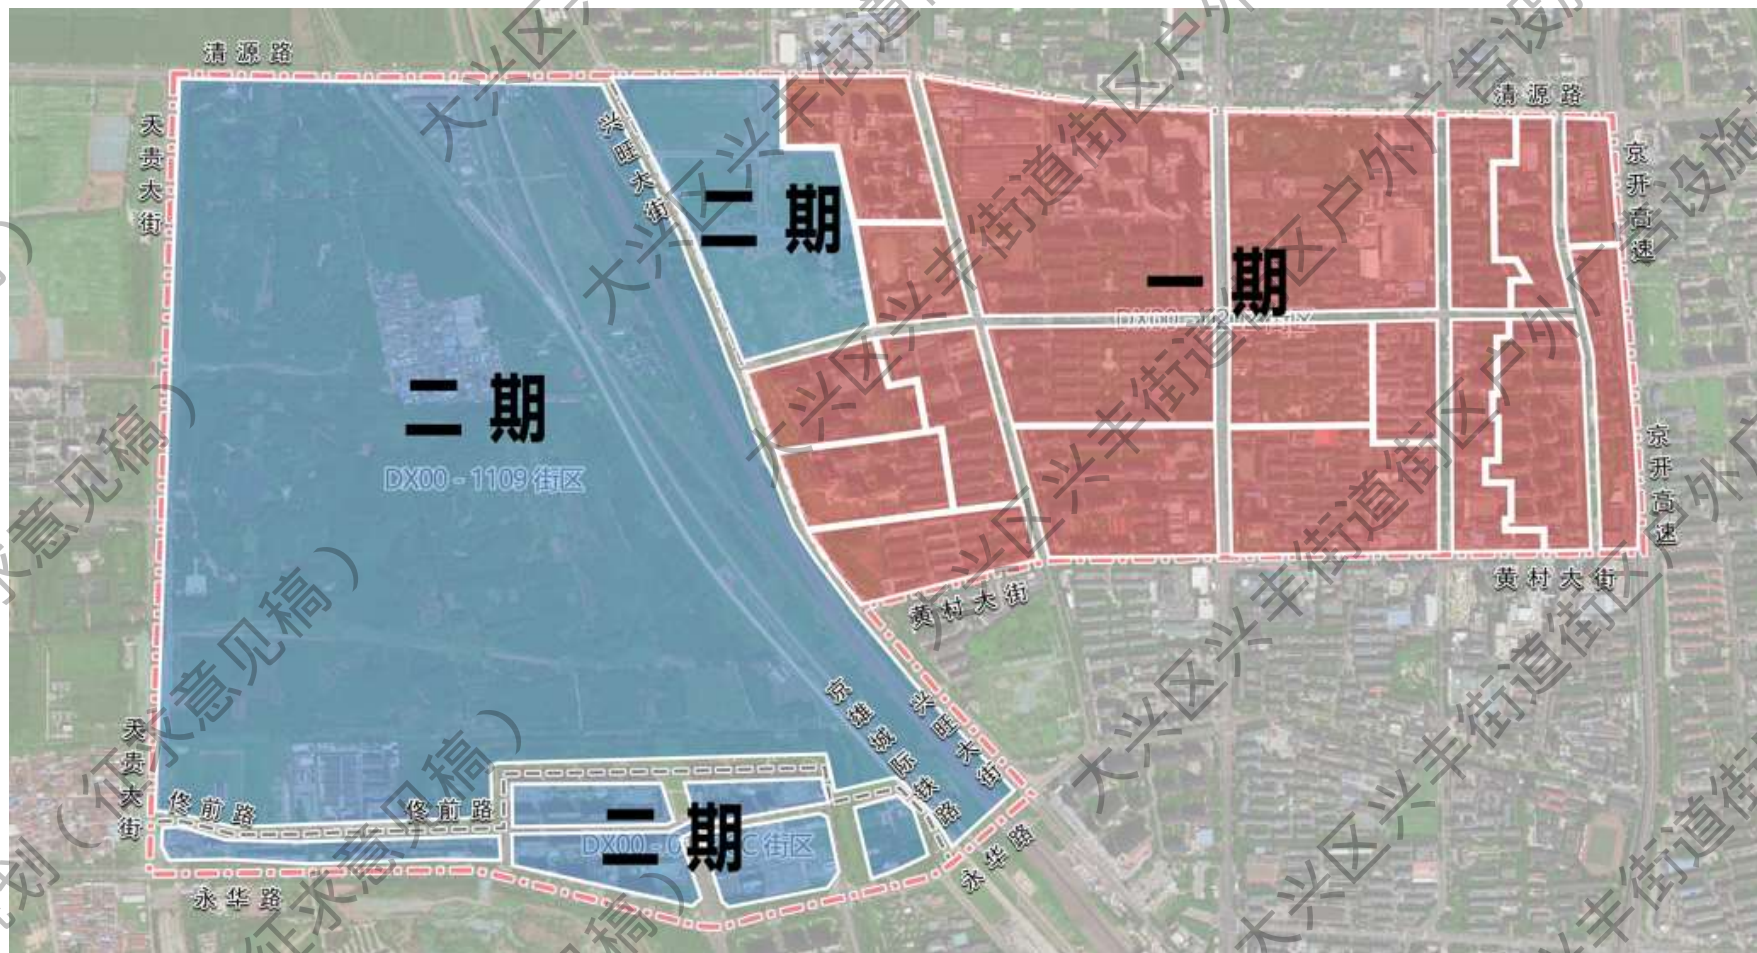 清源路
清源路
天贵大街
兴旺大街
京开高速
二期
一期
二期
DX00-1109街区
京开高速
黄村大街
黄村大街
天贵大街
京雄城际铁路
兴旺大街
佟前路
佟前路
二期
永华路
永华路
大兴区兴丰街道街区户外广告设施
(征求意见稿)